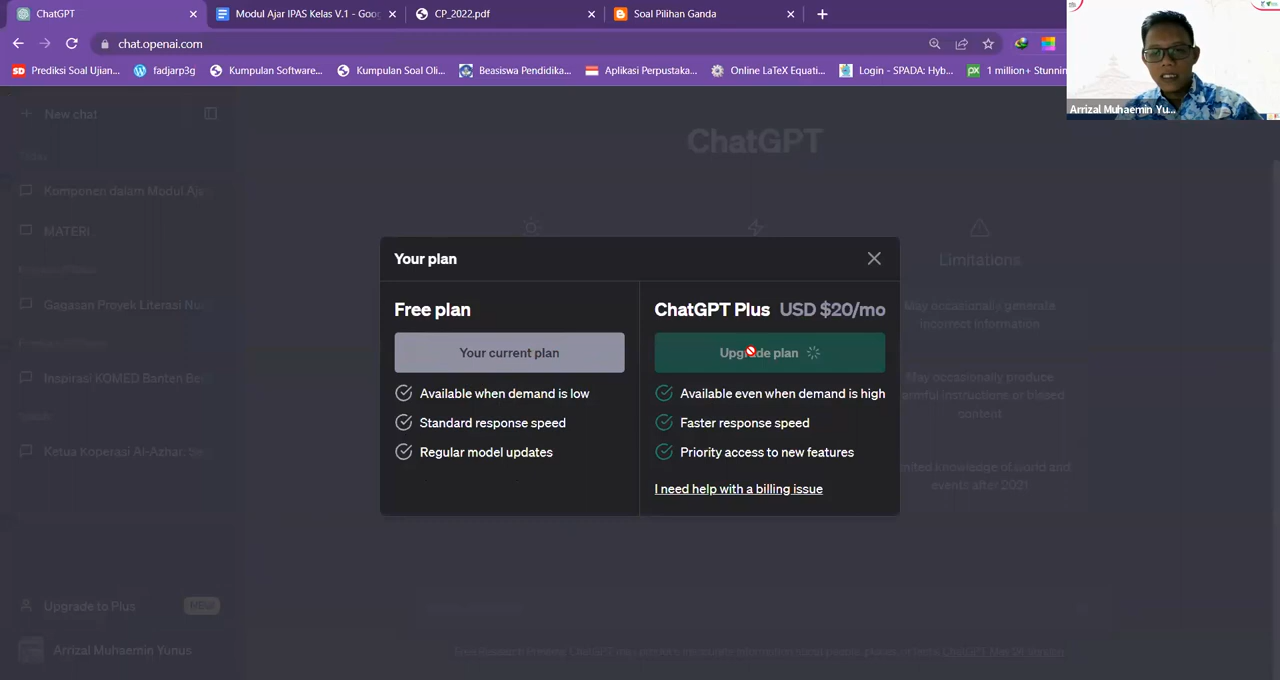 ChatGPT
Modul Ajar IPAS Kelas V.1 - Goo
CP_2022.pdf
Soal Pilihan Ganda
chat.openai.com
Prediksi Soal Ujian...
fadjarp3g
Kumpulan Software...
Kumpulan Soal Oli...
Beasiswa Pendidika...
Aplikasi Perpustaka...
Online LaTeX Equati...
Login - SPADA: Hyb...
1 million+ Stunnin
Arrizal Muhaemin Yu...
New chat
ChatGPT
Komponen dalam Modul Aja
MATERI
Limitations
Your plan
Gagasan Proyek Literasi Nu
May occasionally generate
incorrect information
Free plan
ChatGPT Plus USD $20/mo
Your current plan
Upgrade plan
Inspirasi KOMED Banten Be
May occasionally produce
harmful instructions or biased
content
Available when demand is low
Available even when demand is high
Standard response speed
Faster response speed
Regular model updates
Priority access to new features
Ketua Koperasi Al-Azhar: be
Limited knowledge of world and
events after 2021
I need help with a billing issue
Upgrade to Plus
NEW
Arrizal Muhaemin Yunus